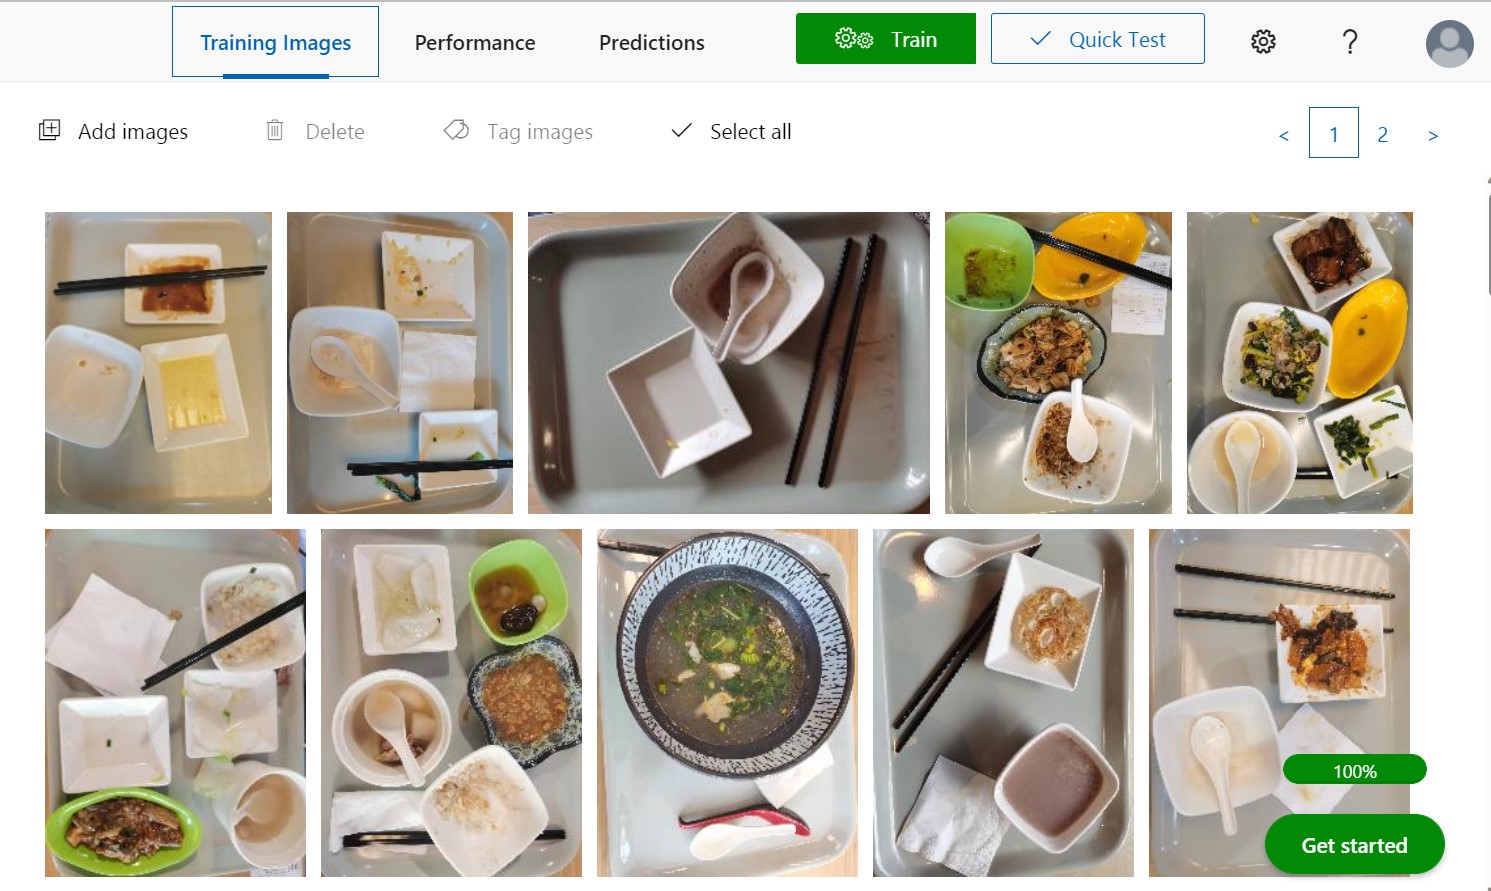 Training Images
Performance
Predictions
Train
Quick Test
?
Add images
Delete
Tag images
Select all
< 1 2 >
100%
Get started